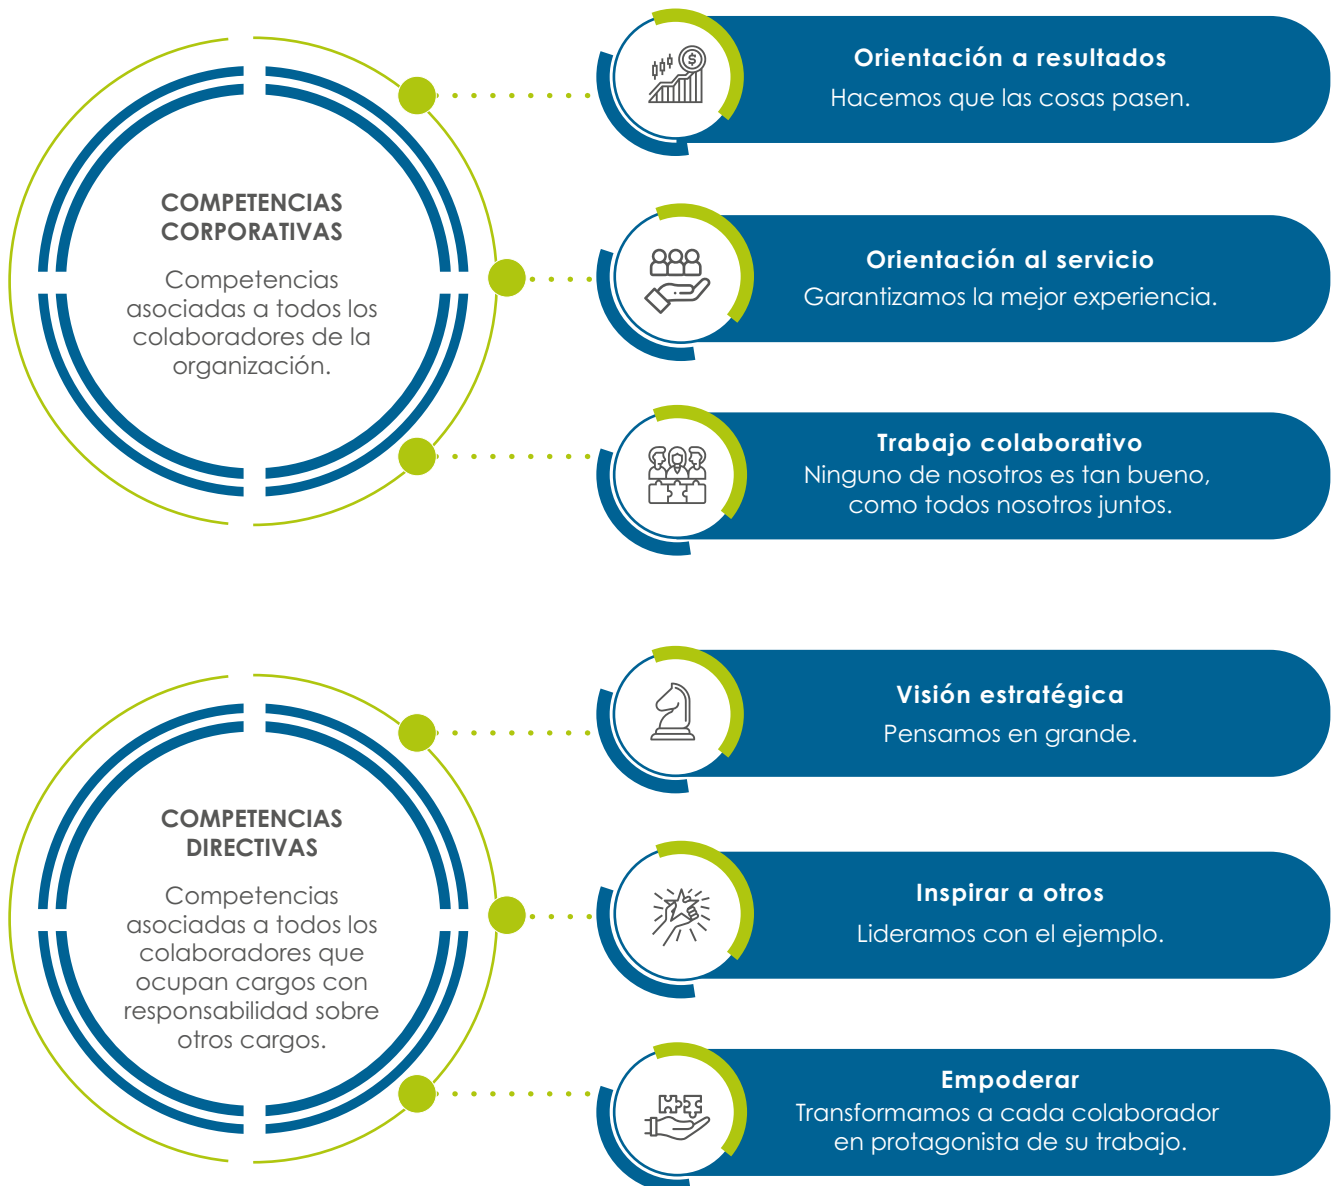 COMPETENCIAS
CORPORATIVAS
Competencias
asociadas a todos los
colaboradores de la
organización.
Orientación a resultados
Hacemos que las cosas pasen.
Orientación al servicio
Garantizamos la mejor experiencia.
Trabajo colaborativo
Ninguno de nosotros es tan bueno,
como todos nosotros juntos.
COMPETENCIAS
DIRECTIVAS
Competencias
asociadas a todos los
colaboradores que
ocupan cargos con
responsabilidad sobre
otros cargos.
Visión estratégica
Pensamos en grande.
Inspirar a otros
Lideramos con el ejemplo.
Empoderar
Transformamos a cada colaborador
en protagonista de su trabajo.